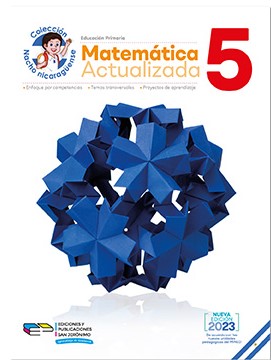 Colección
Nacho nicaragüense
Educación Primaria
Matemática
Actualizada
5
• Enfoque por competencias • Temas transversales • Proyectos de aprendizaje
EDICIONES Y
PUBLICACIONES
SAN JERÓNIMO
NUEVA
EDICIÓN
2023